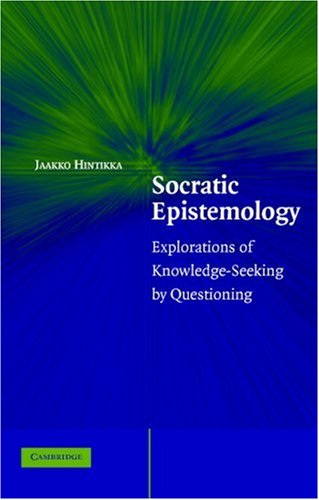 JAAKKO HINTIKKA
Socratic
Epistemology
Explorations of
Knowledge-Seeking
by Questioning
CAMBRIDGE